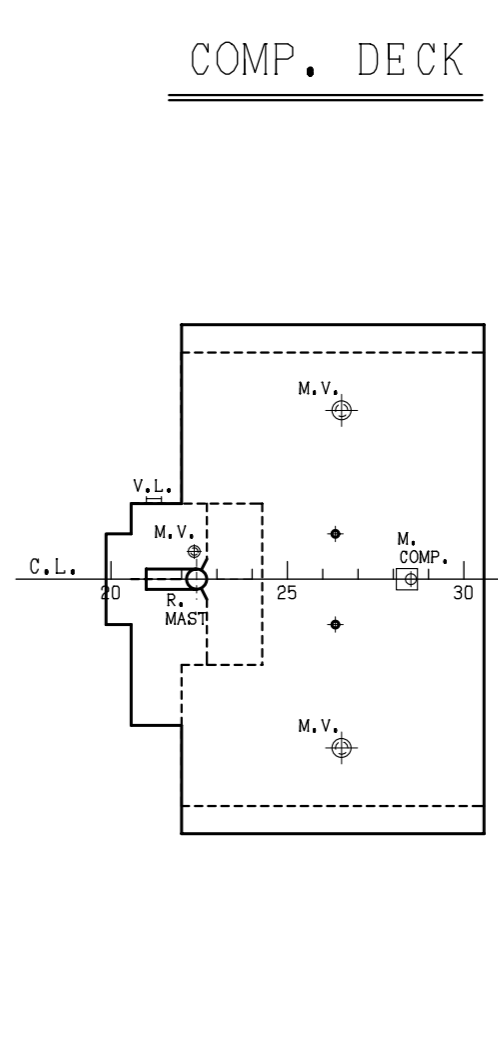 COMP. DECK
M.V.
V.L.
M.V.
M.
COMP.
C.L.
20
25
30
R.
MAST
M.V.